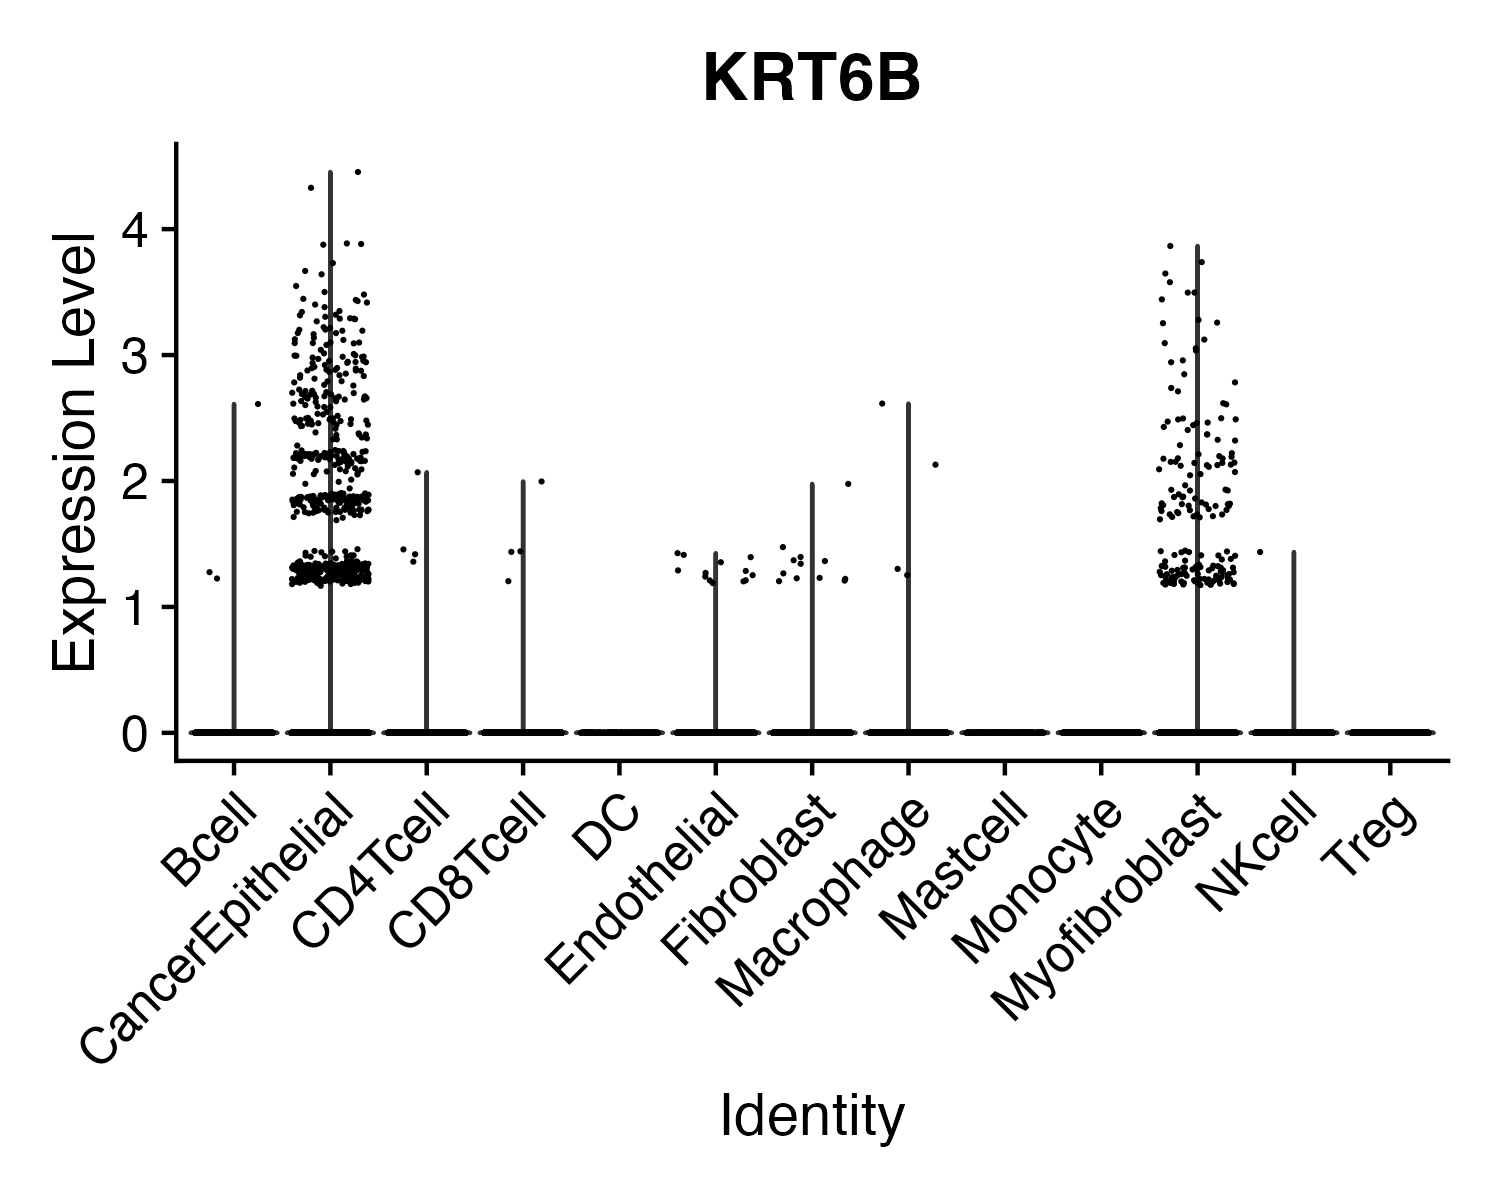 KRT6B
Expression Level
4
3
2
1
0
Bcell
CancerEpithelial
CD4Tcell
CD8Tcell
DC
Endothelial
Fibroblast
Macrophage
Mastcell
Monocyte
Myofibroblast
NKcell
Treg
Identity